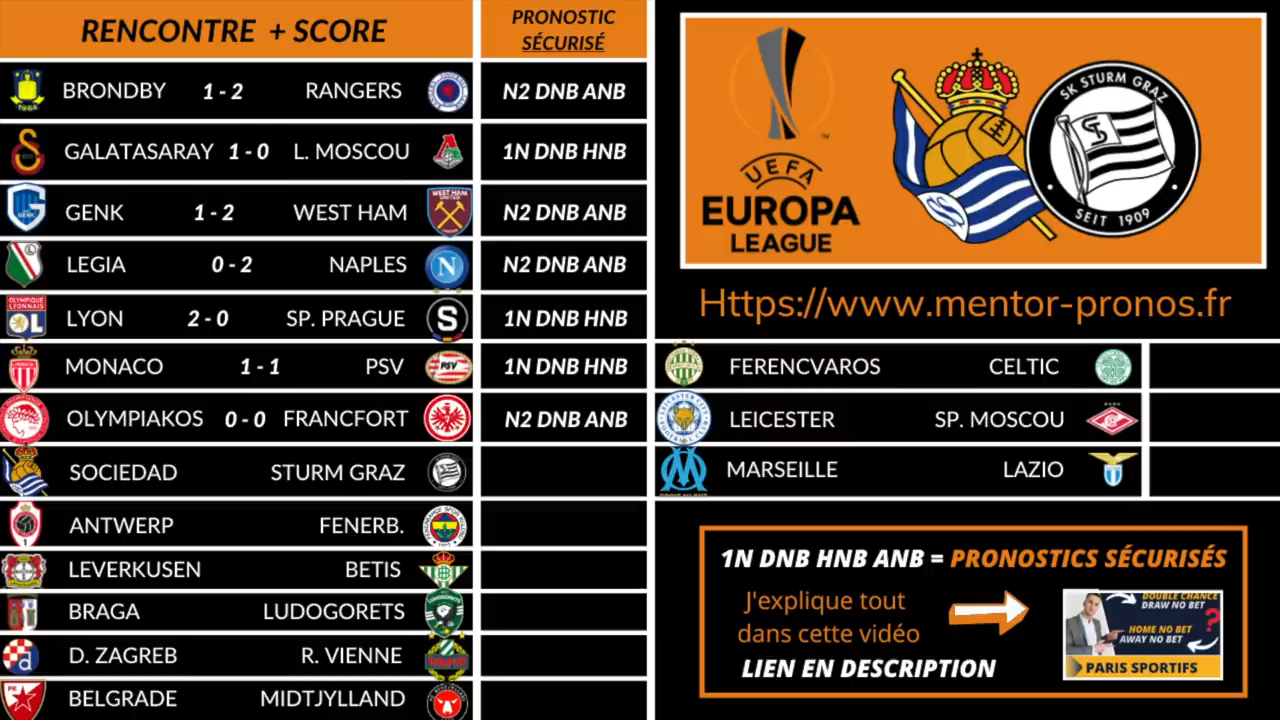 RENCONTRE + SCORE
PRONOSTIC
SÉCURISÉ
BRONDBY 1 - 2 RANGERS N2 DNB ANB
GALATASARAY 1 - 0 L. MOSCOU 1N DNB HNB
GENK 1 - 2 WEST HAM N2 DNB ANB
LEGIA 0 - 2 NAPLES N2 DNB ANB
LYON 2 - 0 SP. PRAGUE 1N DNB HNB
MONACO 1 - 1 PSV 1N DNB HNB
OLYMPIAKOS 0 - 0 FRANCFORT N2 DNB ANB
SOCIEDAD STURM GRAZ
ANTWERP FENERB.
LEVERKUSEN BETIS
BRAGA LUDOGORETS
D. ZAGREB R. VIENNE
BELGRADE MIDTJYLLAND
UEFA
EUROPA
LEAGUE
SK STURM GRAZ
SEIT 1909
Https://www.mentor-pronos.fr
FERENCVAROS CELTIC
LEICESTER SP. MOSCOU
MARSEILLE LAZIO
1N DNB HNB ANB = PRONOSTICS SÉCURISÉS
J'explique tout
dans cette vidéo
LIEN EN DESCRIPTION
DOUBLE CHANCE
DRAW NO BET
?
HOME NO BET
AWAY NO BET
PARIS SPORTIFS